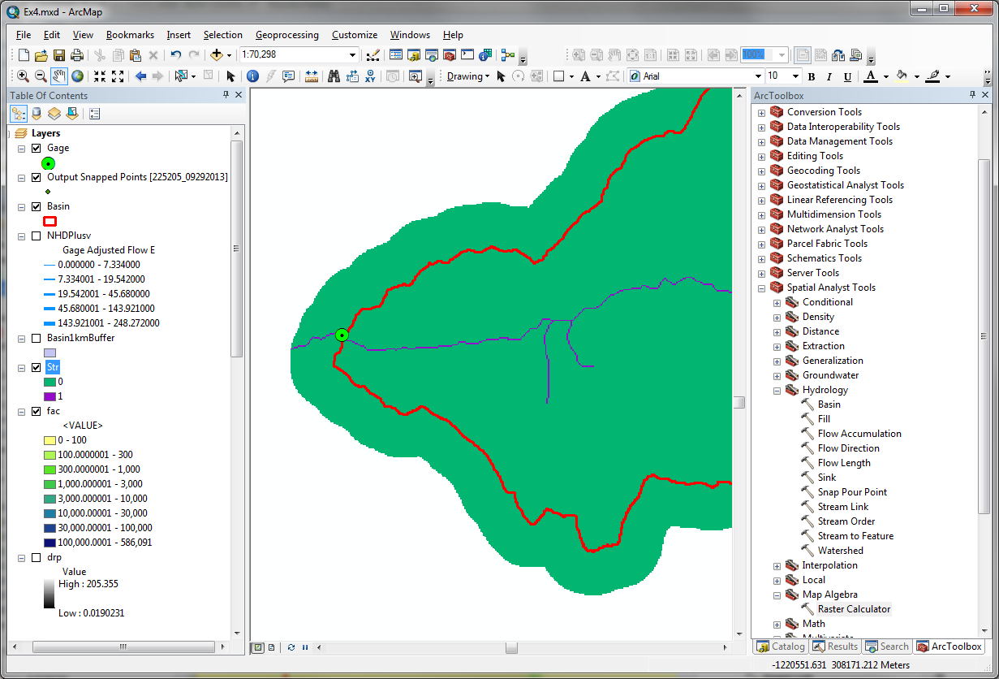 Ex4.mxd - ArcMap
File Edit View Bookmarks Insert Selection Geoprocessing Customize Windows Help
1:70,298
100%
Drawing
A
Arial
10
B I U A
Table Of Contents
Layers
Gage
Output Snapped Points [225205_09292013]
Basin
NHDPlusv
Gage Adjusted Flow E
0.000000 - 7.334000
7.334001 - 19.542000
19.542001 - 45.680000
45.680001 - 143.921000
143.921001 - 248.272000
Basin1kmBuffer
Str
0
1
fac
<VALUE>
0 - 100
100.0000001 - 300
300.0000001 - 1,000
1,000.000001 - 3,000
3,000.000001 - 10,000
10,000.00001 - 30,000
30,000.00001 - 100,000
100,000.0001 - 586,091
drp
Value
High : 205.355
Low : 0.0190231
ArcToolbox
Conversion Tools
Data Interoperability Tools
Data Management Tools
Editing Tools
Geocoding Tools
Geostatistical Analyst Tools
Linear Referencing Tools
Multidimension Tools
Network Analyst Tools
Parcel Fabric Tools
Schematics Tools
Server Tools
Spatial Analyst Tools
Conditional
Density
Distance
Extraction
Generalization
Groundwater
Hydrology
Basin
Fill
Flow Accumulation
Flow Direction
Flow Length
Sink
Snap Pour Point
Stream Link
Stream Order
Stream to Feature
Watershed
Interpolation
Local
Map Algebra
Raster Calculator
Math
Catalog Results Search ArcToolbox
-1220551.631 308171.212 Meters